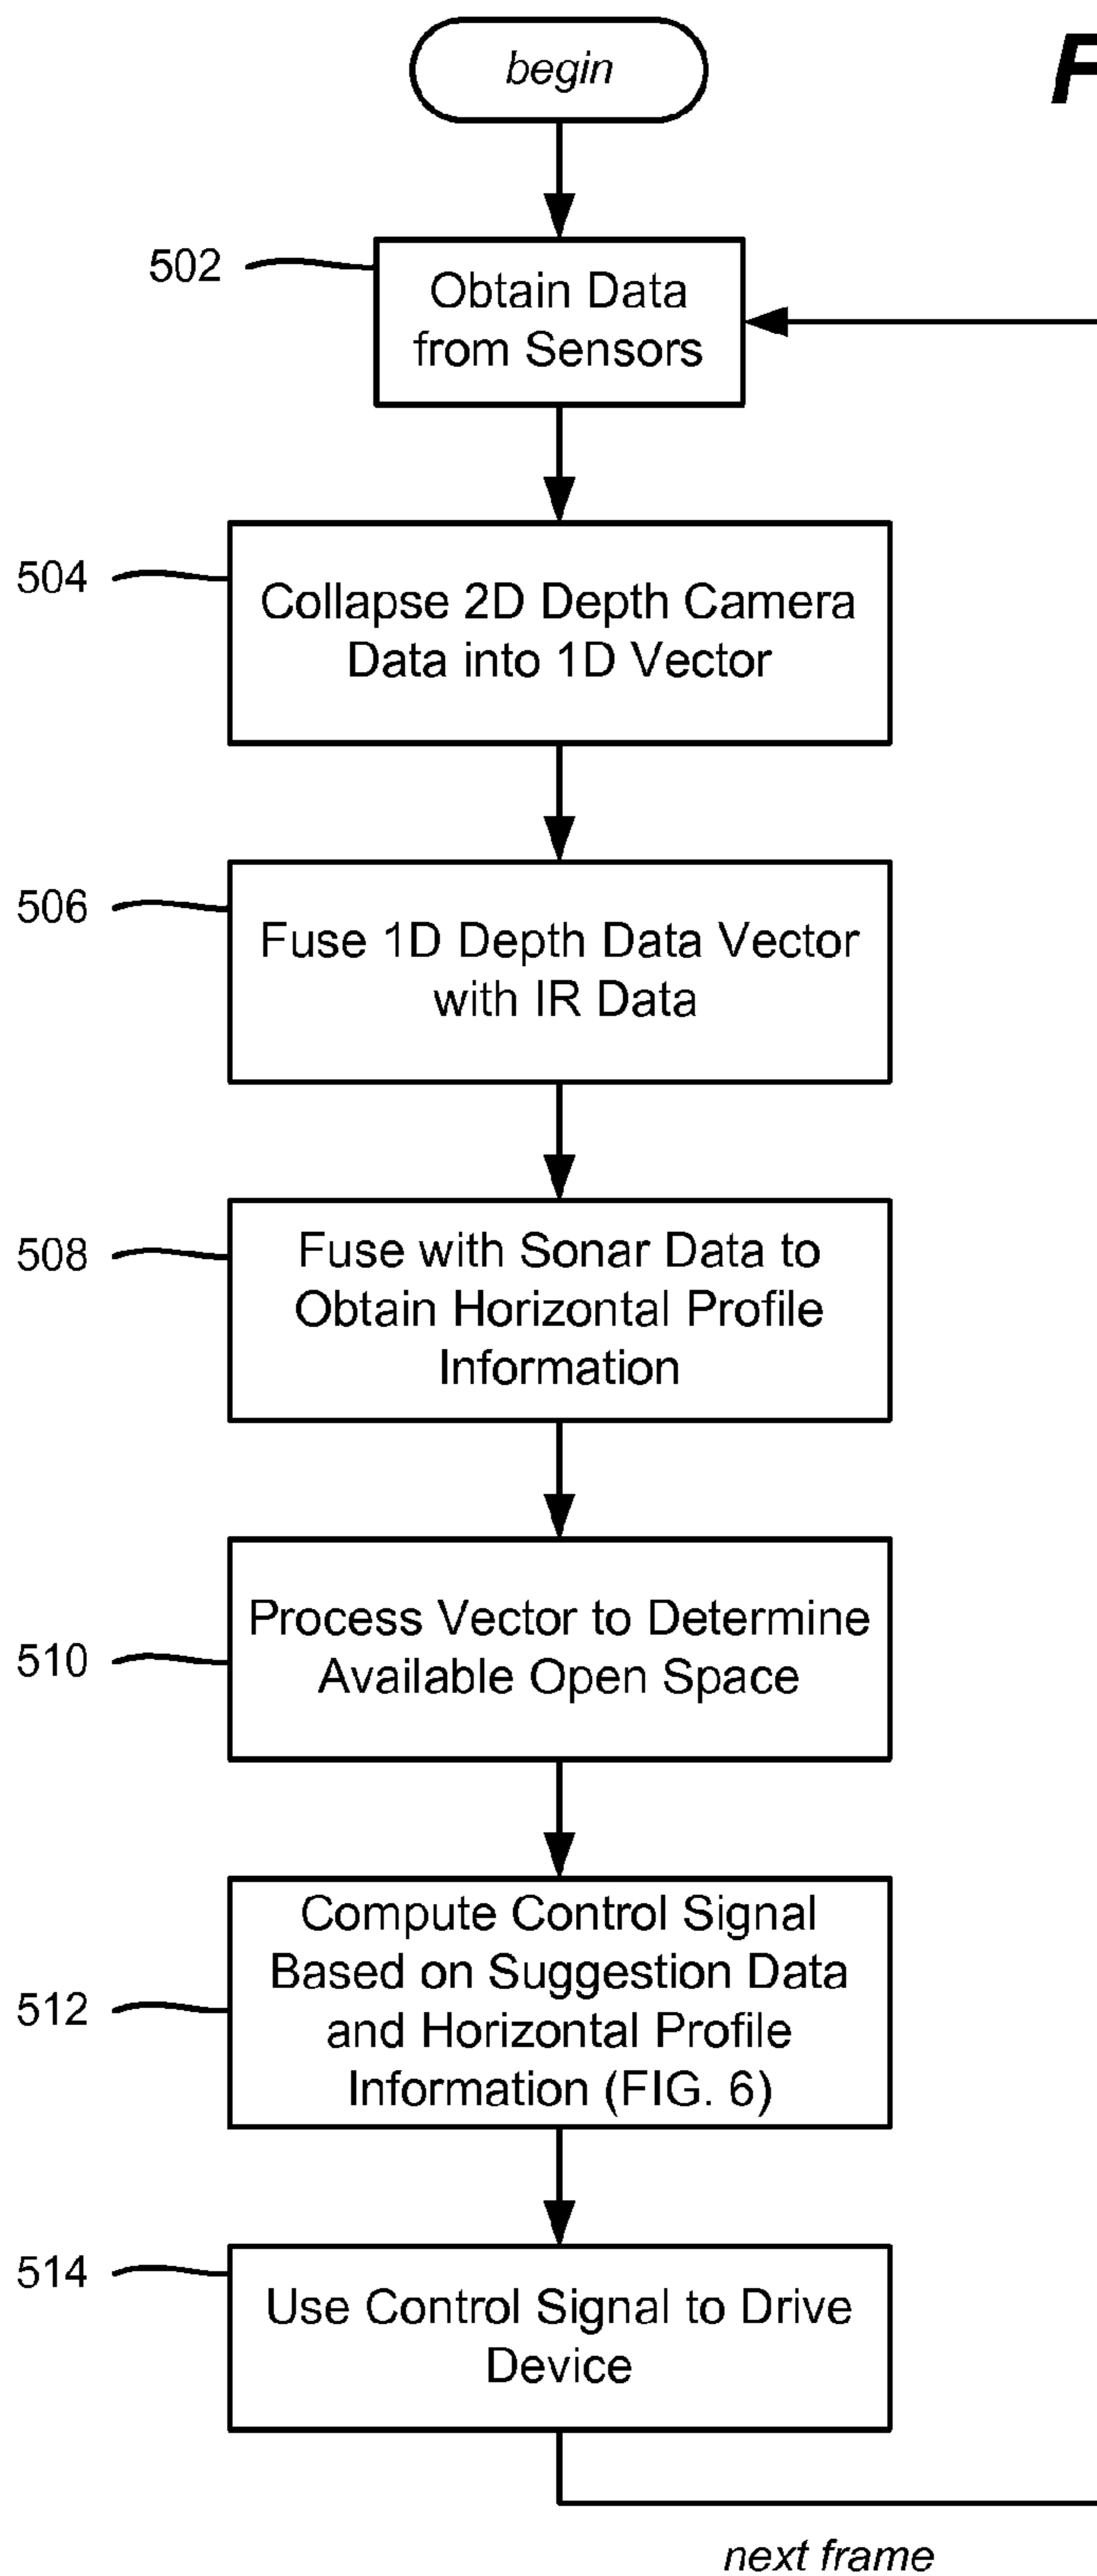 begin
F
502
Obtain Data
from Sensors
504
Collapse 2D Depth Camera
Data into 1D Vector
506
Fuse 1D Depth Data Vector
with IR Data
508
Fuse with Sonar Data to
Obtain Horizontal Profile
Information
510
Process Vector to Determine
Available Open Space
512
Compute Control Signal
Based on Suggestion Data
and Horizontal Profile
Information (FIG. 6)
514
Use Control Signal to Drive
Device
next frame